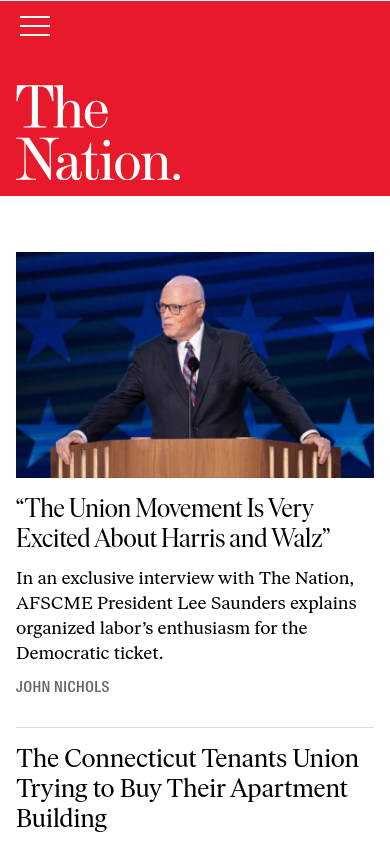 The
Nation.
“The Union Movement Is Very
Excited About Harris and Walz”
In an exclusive interview with The Nation,
AFSCME President Lee Saunders explains
organized labor’s enthusiasm for the
Democratic ticket.
JOHN NICHOLS
The Connecticut Tenants Union
Trying to Buy Their Apartment
Building